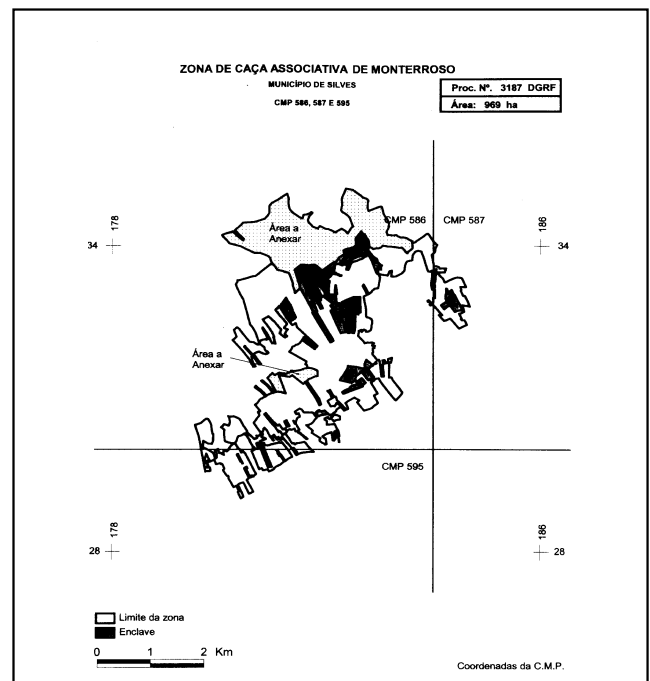 ZONA DE CAÇA ASSOCIATIVA DE MONTERROSO
MUNICÍPIO DE SILVES
CMP 586, 587 E 595
Proc. Nº. 3187 DGRF
Área: 969 ha
178
186
34
34
CMP 586
CMP 587
Área a
Anexar
Área a
Anexar
CMP 595
178
186
28
28
Limite da zona
Enclave
0 1 2 Km
Coordenadas da C.M.P.